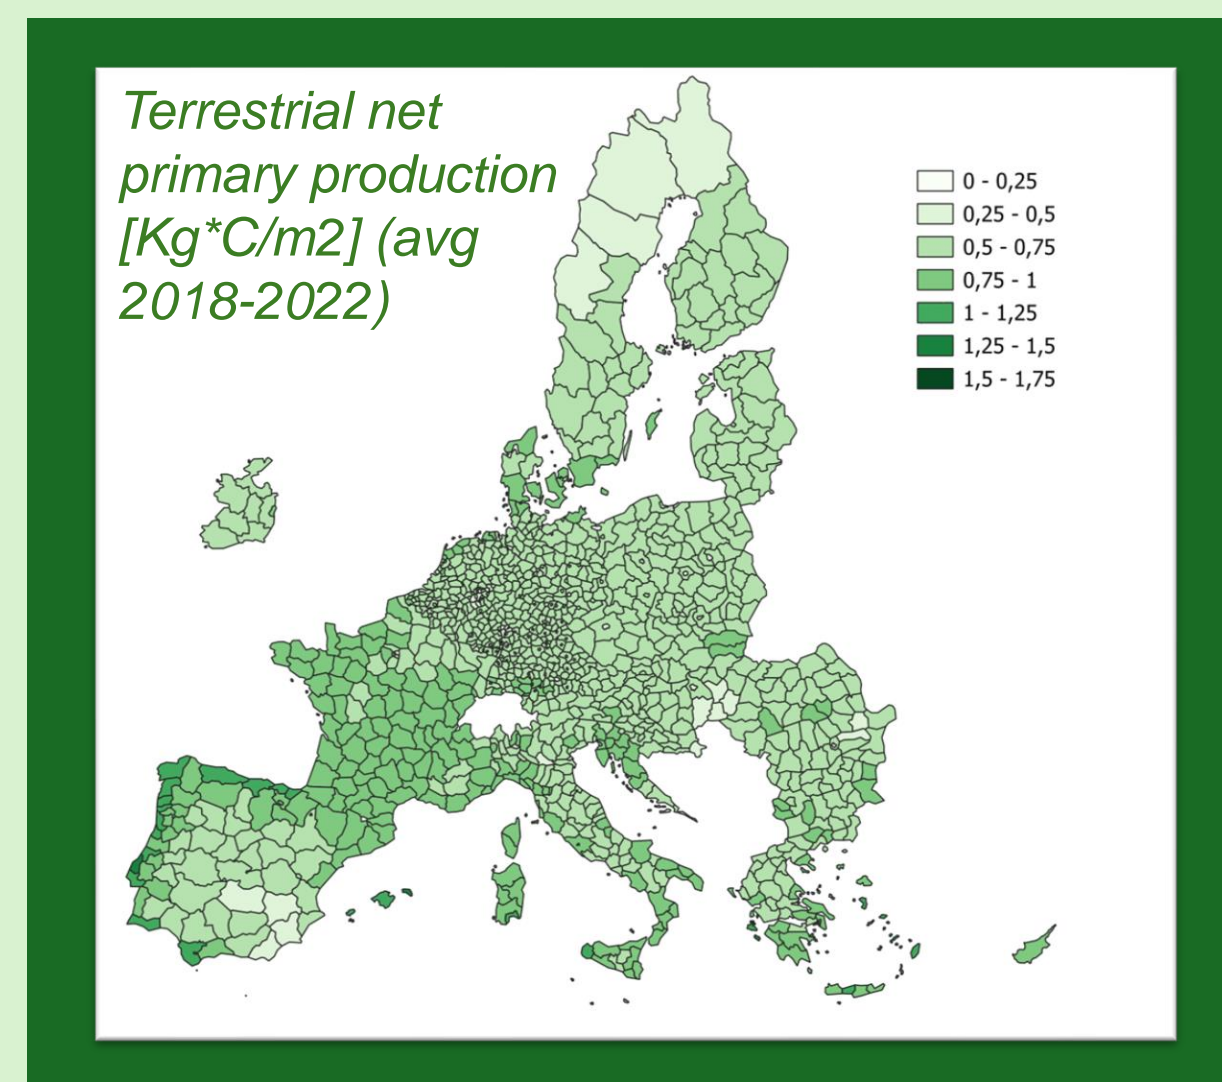 Terrestrial net
primary production
[Kg*C/m2] (avg
2018-2022)
0 - 0,25
0,25 - 0,5
0,5 - 0,75
0,75 - 1
1 - 1,25
1,25 - 1,5
1,5 - 1,75